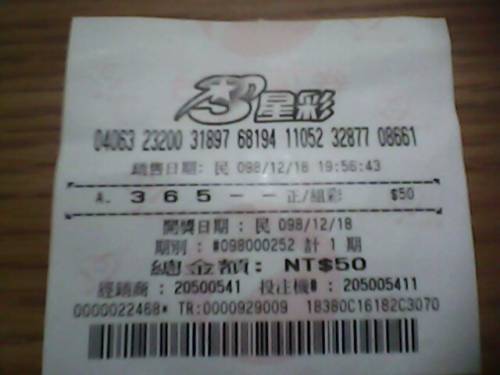 3星彩
04063 23200 31897 68194 11052 32877 08661
銷售日期: 民 098/12/18 19:56:43
A. 3 6 5 - - 正/組彩 $50
開獎日期 : 民 098/12/18
期別 : #098000252 計 1 期
總金額: NT$50
經銷商 : 20500541 投注機# : 205005411
0000022468* TR:0000929009 18380C16182C3070